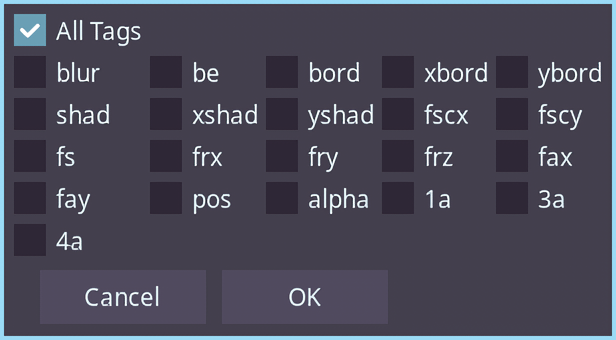 All Tags
blur be bord xbord ybord
shad xshad yshad fscx fscy
fs frx fry frz fax
fay pos alpha 1a 3a
4a
Cancel OK